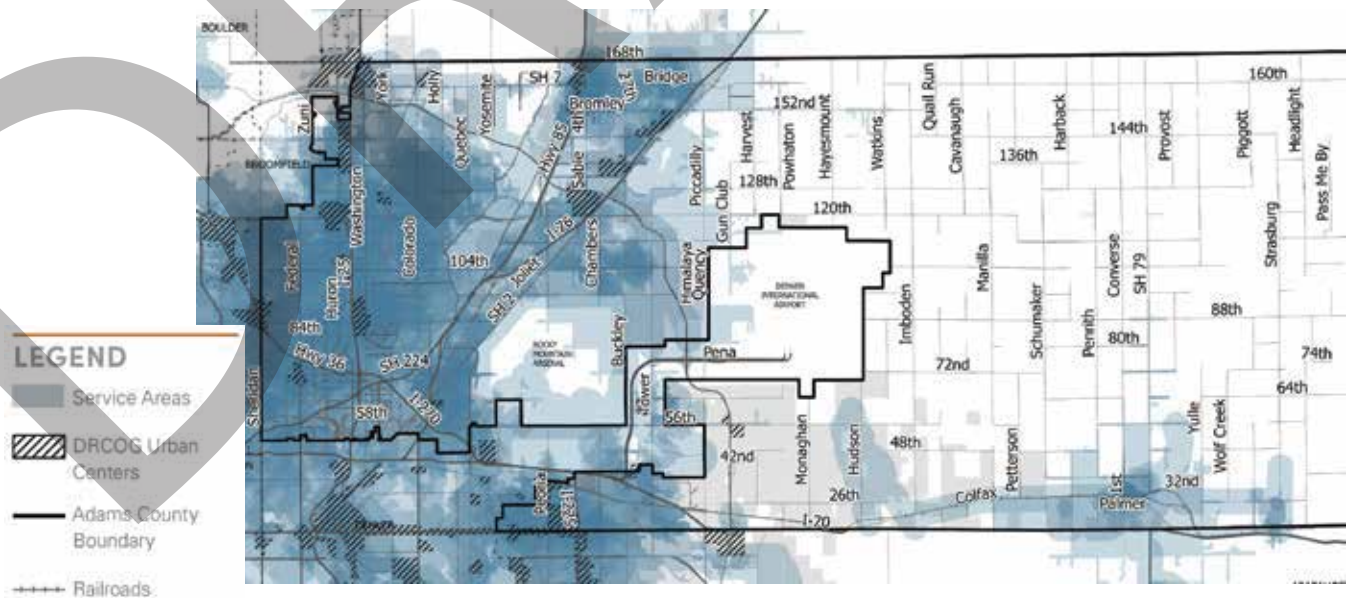 BOULDER
168th
York
Holly
Yosemite
SH 7
Bridge
160th
Zuni
Bromley
152nd
Quail Run
Headlight
4th
Harvest
Hayesmount
Watkins
Cavanaugh
Harback
144th
Provost
Piggott
Quebec
Hwy 85
Sable
Powhaton
136th
BROOMFIELD
Piccadilly
128th
Pass Me By
Washington
Gun Club
120th
Strasburg
I-76
Chambers
Federal
Colorado
104th
Joliet
SH 2
Himalaya
Quency
Manilla
Converse
SH 79
Huron
I-25
DENVER
INTERNATIONAL
AIRPORT
84th
Imboden
Schumaker
Penrith
88th
LEGEND
Hwy 36
SH 224
ROCKY
MOUNTAIN
ARSENAL
Buckley
Pena
72nd
80th
74th
Service Areas
Sheridan
I-270
Tower
64th
58th
56th
Yulle
Wolf Creek
DRCOG Urban
Centers
42nd
Monaghan
Hudson
48th
Petterson
Peoria
26th
Colfax
1st
32nd
Palmer
Adams County
Boundary
I-20
Railroads